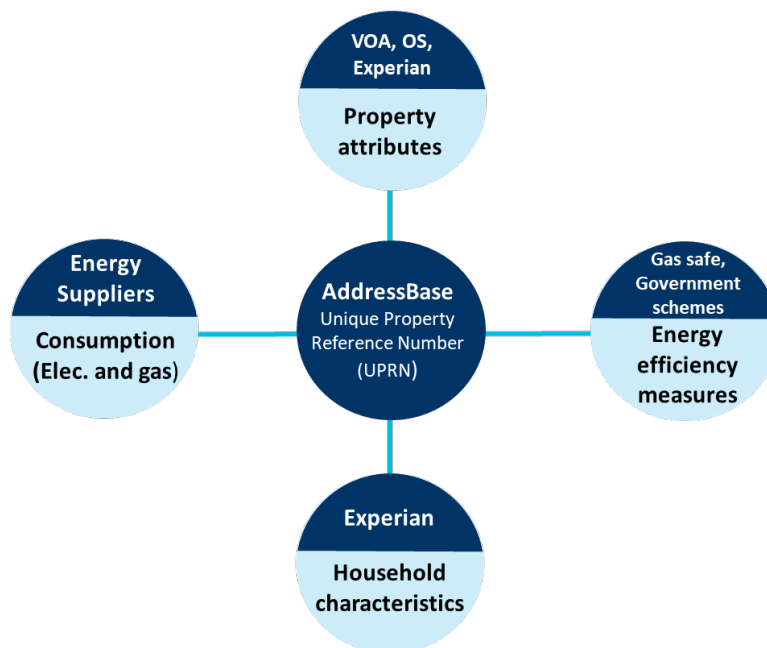 VOA, OS,
Experian
Property
attributes
Energy
Suppliers
Consumption
(Elec. and gas)
AddressBase
Unique Property
Reference Number
(UPRN)
Gas safe,
Government
schemes
Energy
efficiency
measures
Experian
Household
characteristics